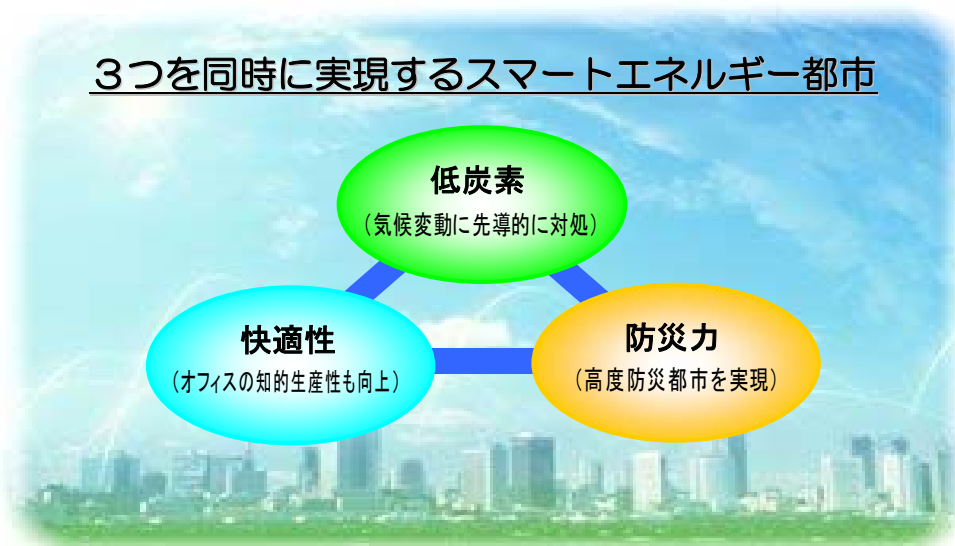 ３つを同時に実現するスマートエネルギー都市
低炭素
（気候変動に先導的に対処）
快適性
（オフィスの知的生産性も向上）
防災力
（高度防災都市を実現）